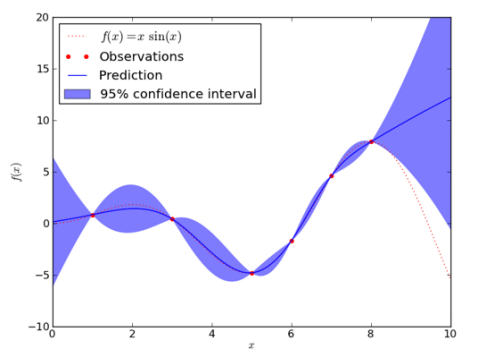 f(x) = x sin(x)
Observations
Prediction
95% confidence interval
20
15
10
5
0
−5
−10
f(x)
0 2 4 6 8 10
x